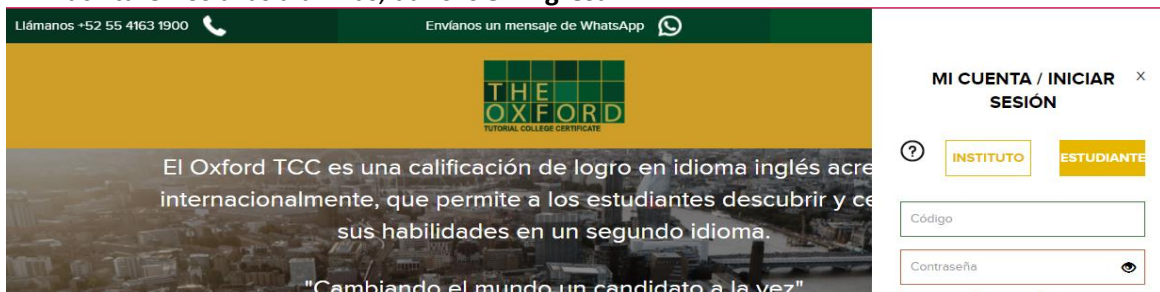 Llámanos +52 55 4163 1900
Envíanos un mensaje de WhatsApp
THE
OXFORD
TUTORIAL COLLEGE CERTIFICATE
El Oxford TCC es una calificación de logro en idioma inglés acre
internacionalmente, que permite a los estudiantes descubrir y ce
sus habilidades en un segundo idioma.
"Cambiando el mundo un candidato a la vez"
MI CUENTA / INICIAR X
SESIÓN
? INSTITUTO ESTUDIANTE
Código
Contraseña